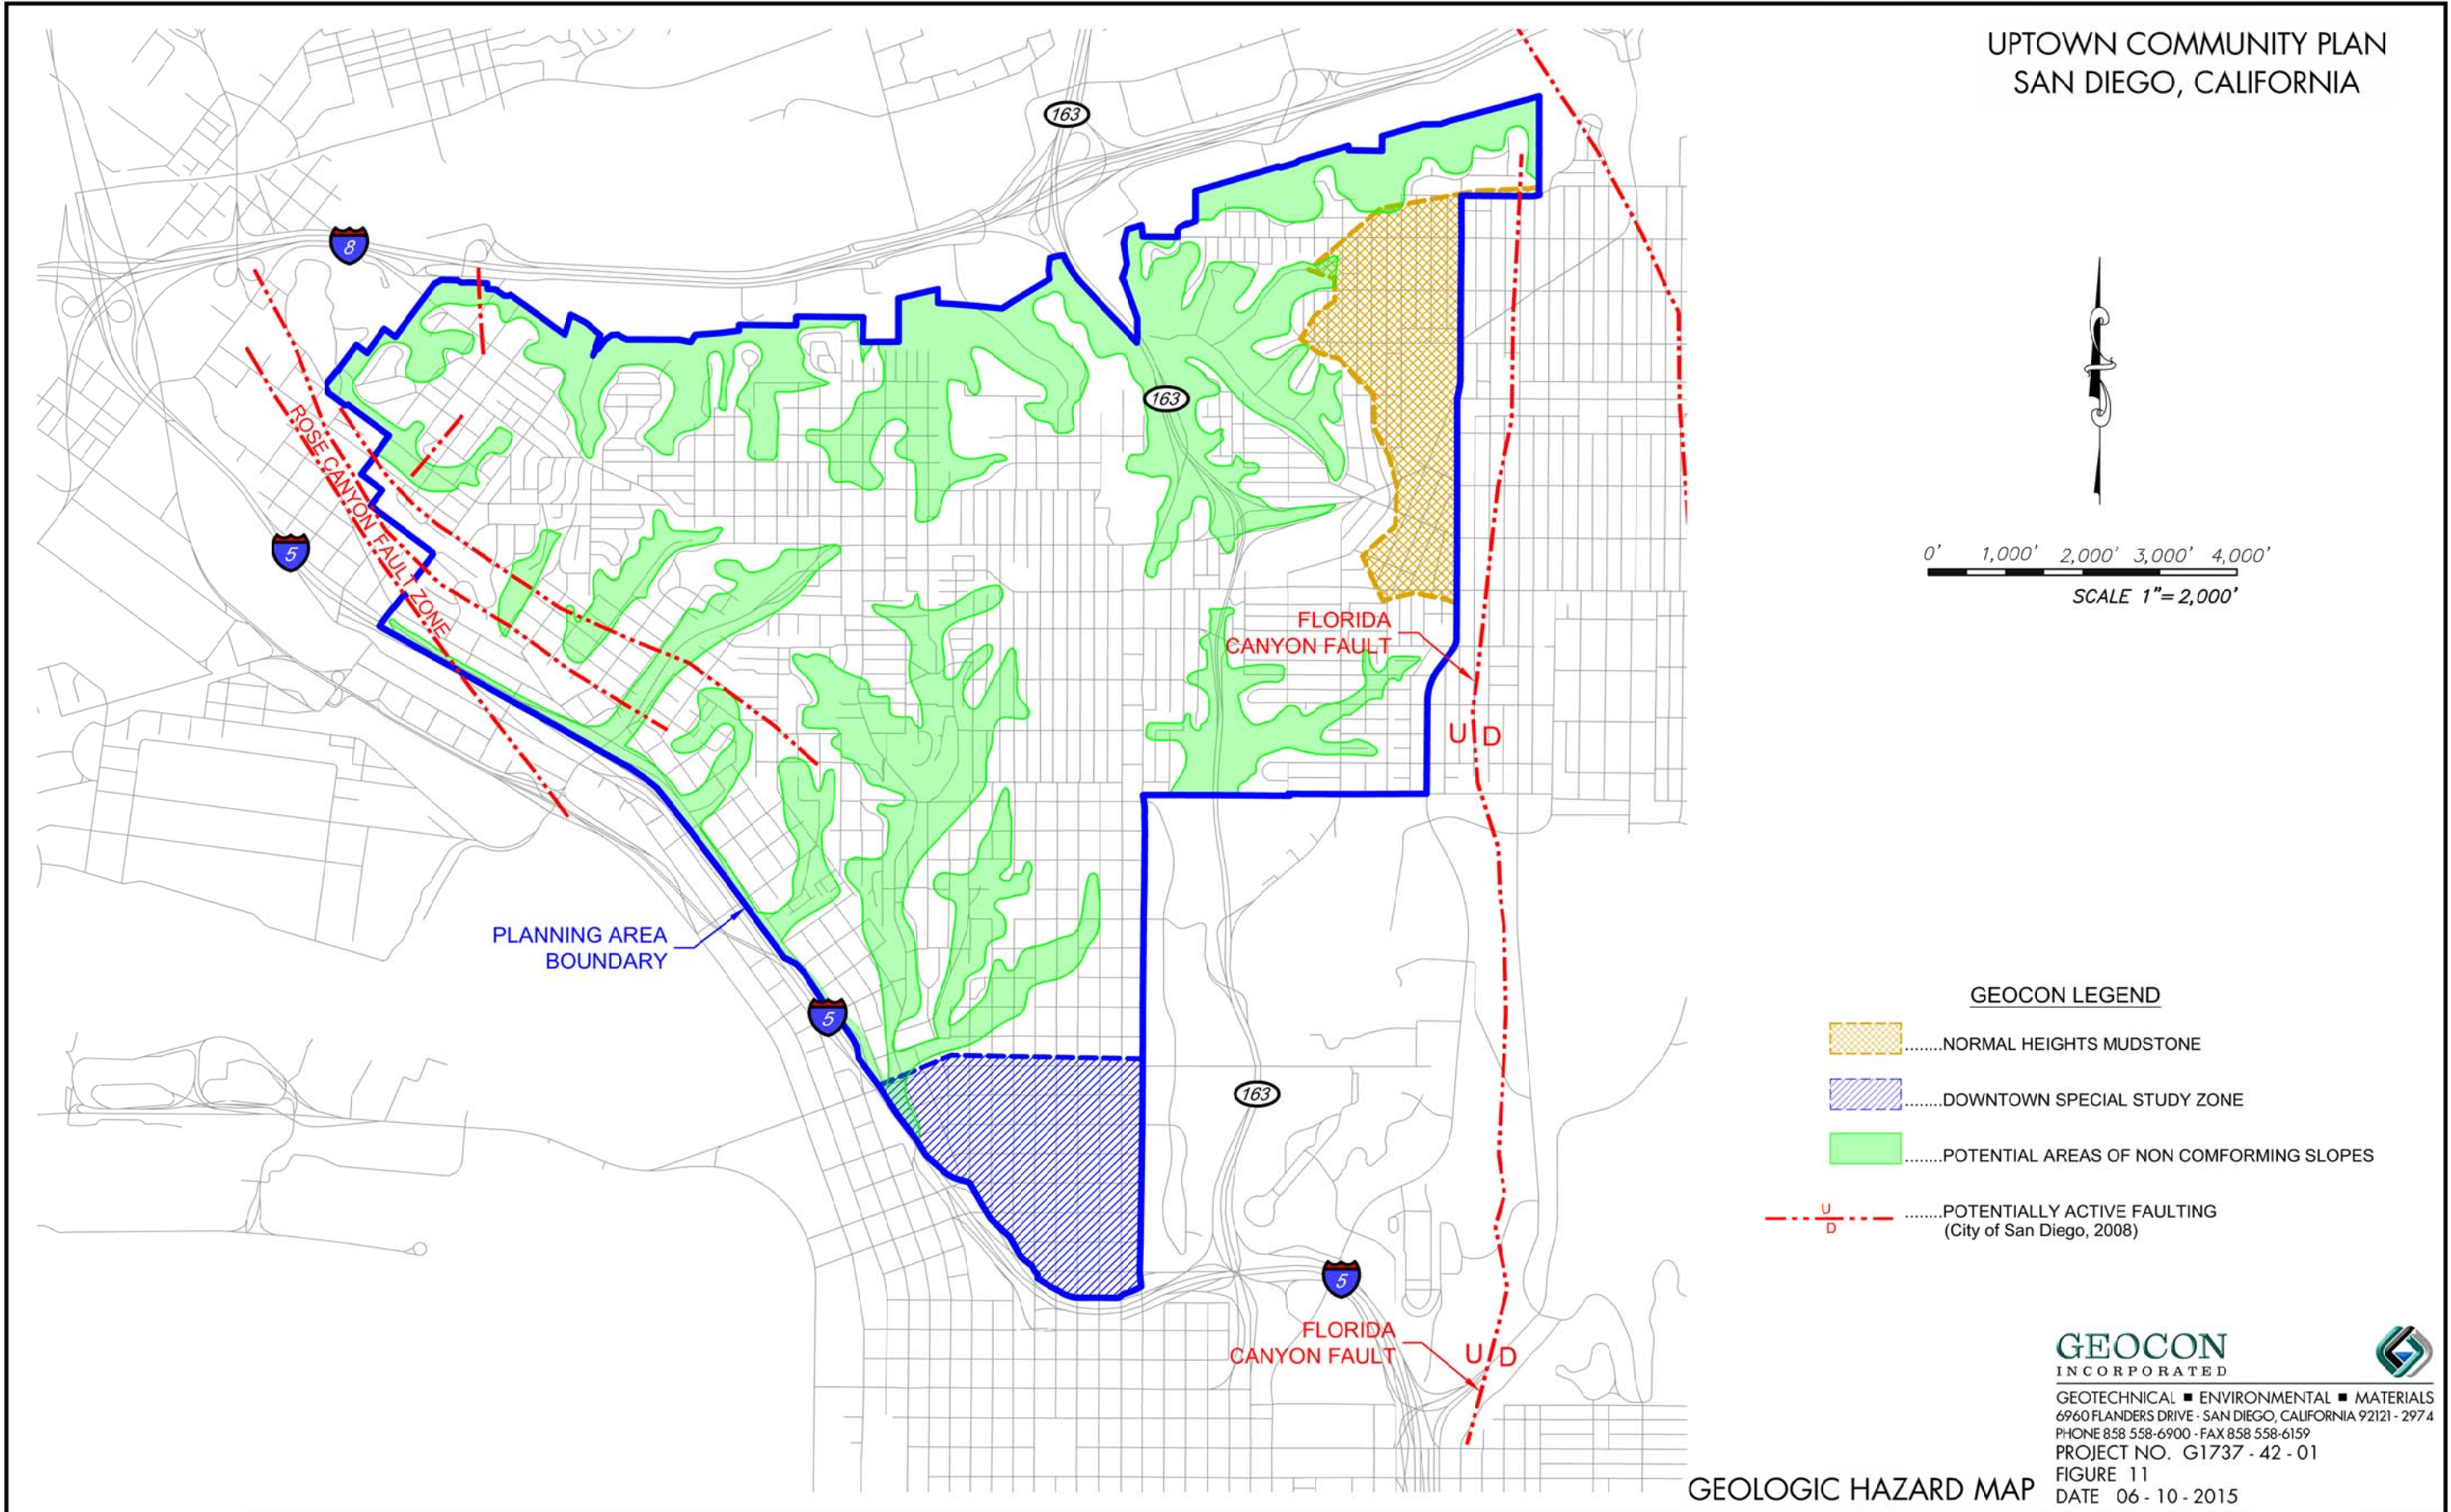 UPTOWN COMMUNITY PLAN
SAN DIEGO, CALIFORNIA
163
8
163
ROSE CANYON FAULT ZONE
5
0' 1,000' 2,000' 3,000' 4,000'
SCALE 1"= 2,000'
FLORIDA
CANYON FAULT
U D
PLANNING AREA
BOUNDARY
5
163
5
FLORIDA
CANYON FAULT
U D
GEOCON LEGEND
........NORMAL HEIGHTS MUDSTONE
........DOWNTOWN SPECIAL STUDY ZONE
........POTENTIAL AREAS OF NON COMFORMING SLOPES
U
D
........POTENTIALLY ACTIVE FAULTING
(City of San Diego, 2008)
GEOCON
INCORPORATED
GEOTECHNICAL ■ ENVIRONMENTAL ■ MATERIALS
6960 FLANDERS DRIVE - SAN DIEGO, CALIFORNIA 92121 - 2974
PHONE 858 558-6900 - FAX 858 558-6159
PROJECT NO. G1737 - 42 - 01
FIGURE 11
DATE 06 - 10 - 2015
GEOLOGIC HAZARD MAP